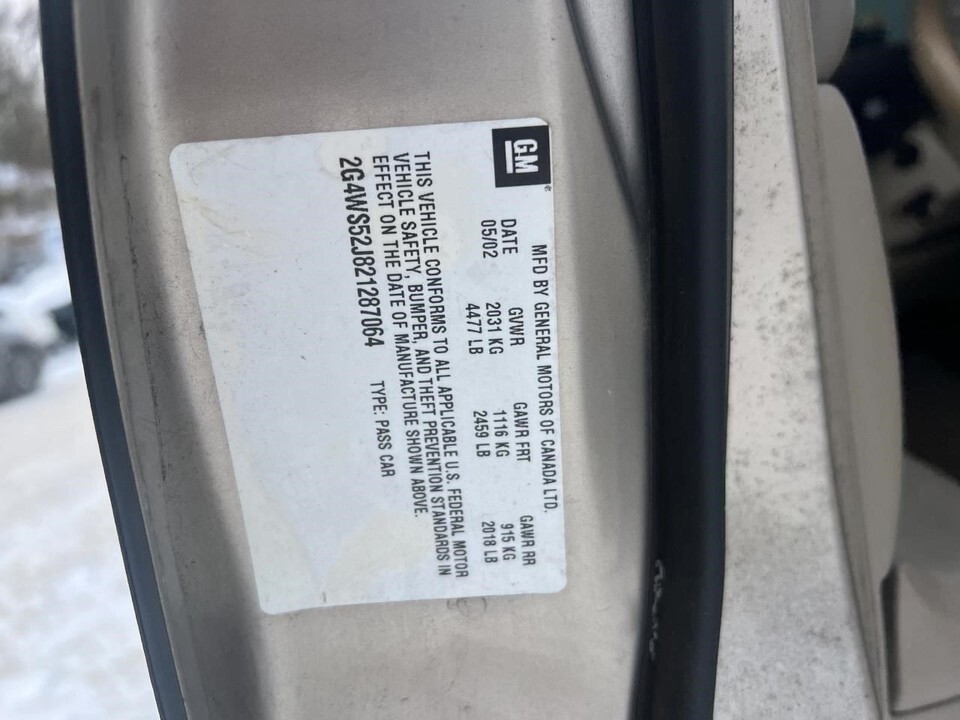 GM
MFD BY GENERAL MOTORS OF CANADA LTD.
DATE GVWR GAWR FRT GAWR RR
05/02 2031 KG 1116 KG 915 KG
4477 LB 2459 LB 2018 LB
THIS VEHICLE CONFORMS TO ALL APPLICABLE U.S. FEDERAL MOTOR
VEHICLE SAFETY, BUMPER, AND THEFT PREVENTION STANDARDS IN
EFFECT ON THE DATE OF MANUFACTURE SHOWN ABOVE.
2G4WS52J821287064 TYPE: PASS CAR